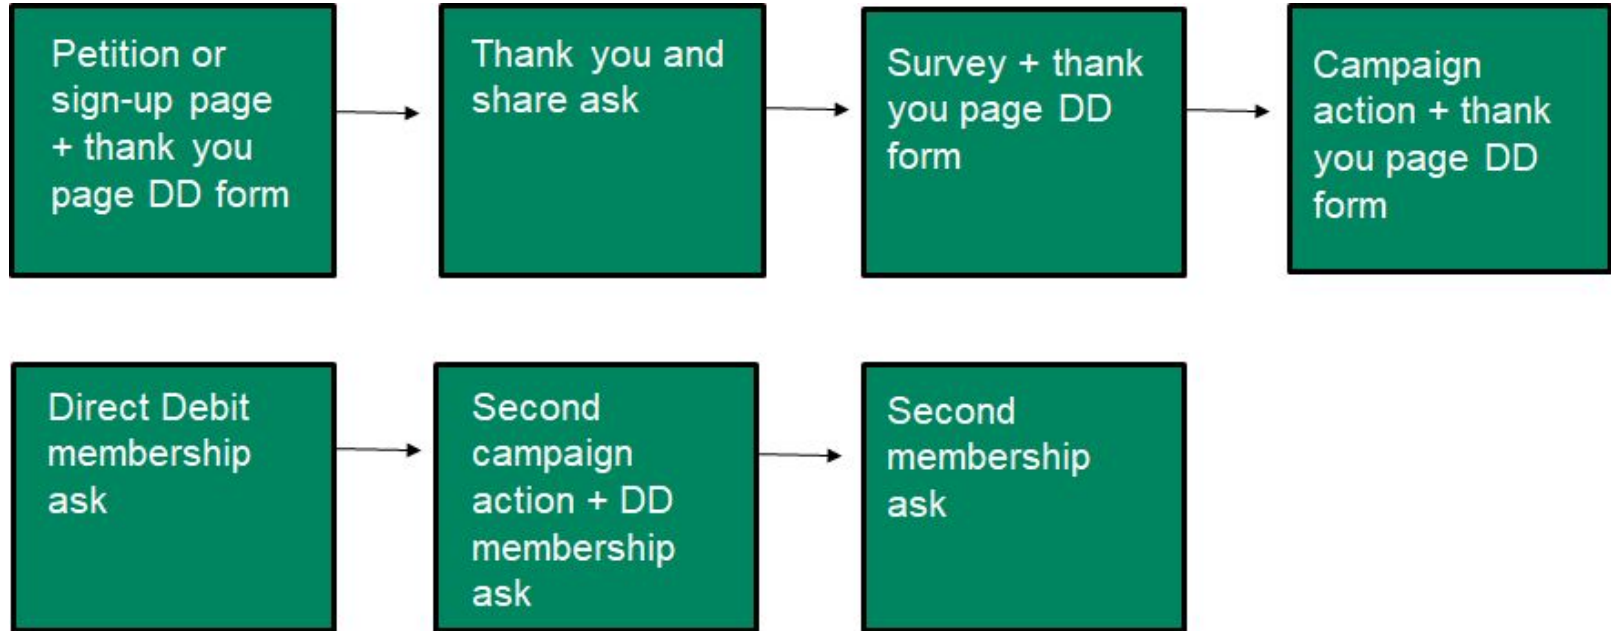 Petition or
sign-up page
+ thank you
page DD form
Thank you and
share ask
Survey + thank
you page DD
form
Campaign
action + thank
you page DD
form
Direct Debit
membership
ask
Second
campaign
action + DD
membership
ask
Second
membership
ask